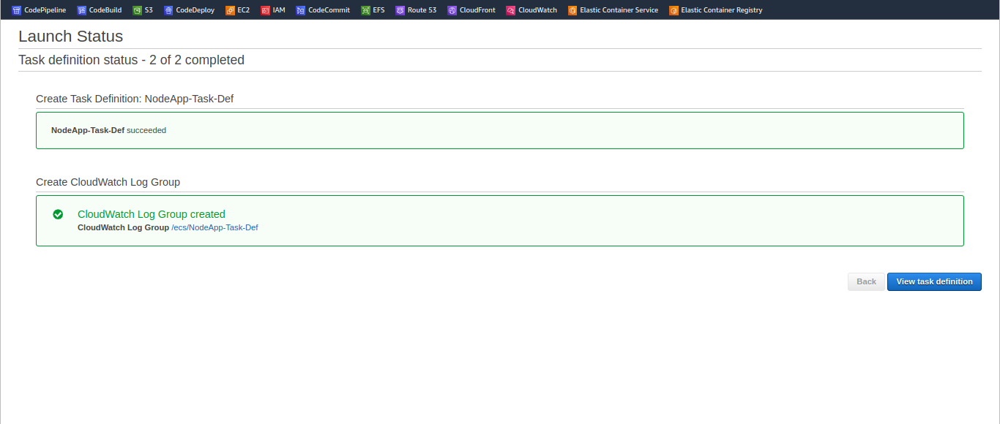 CodePipeline CodeBuild S3 CodeDeploy EC2 IAM CodeCommit EFS Route 53 CloudFront CloudWatch Elastic Container Service Elastic Container Registry
Launch Status
Task definition status - 2 of 2 completed
Create Task Definition: NodeApp-Task-Def
NodeApp-Task-Def succeeded
Create CloudWatch Log Group
CloudWatch Log Group created
CloudWatch Log Group /ecs/NodeApp-Task-Def
Back View task definition